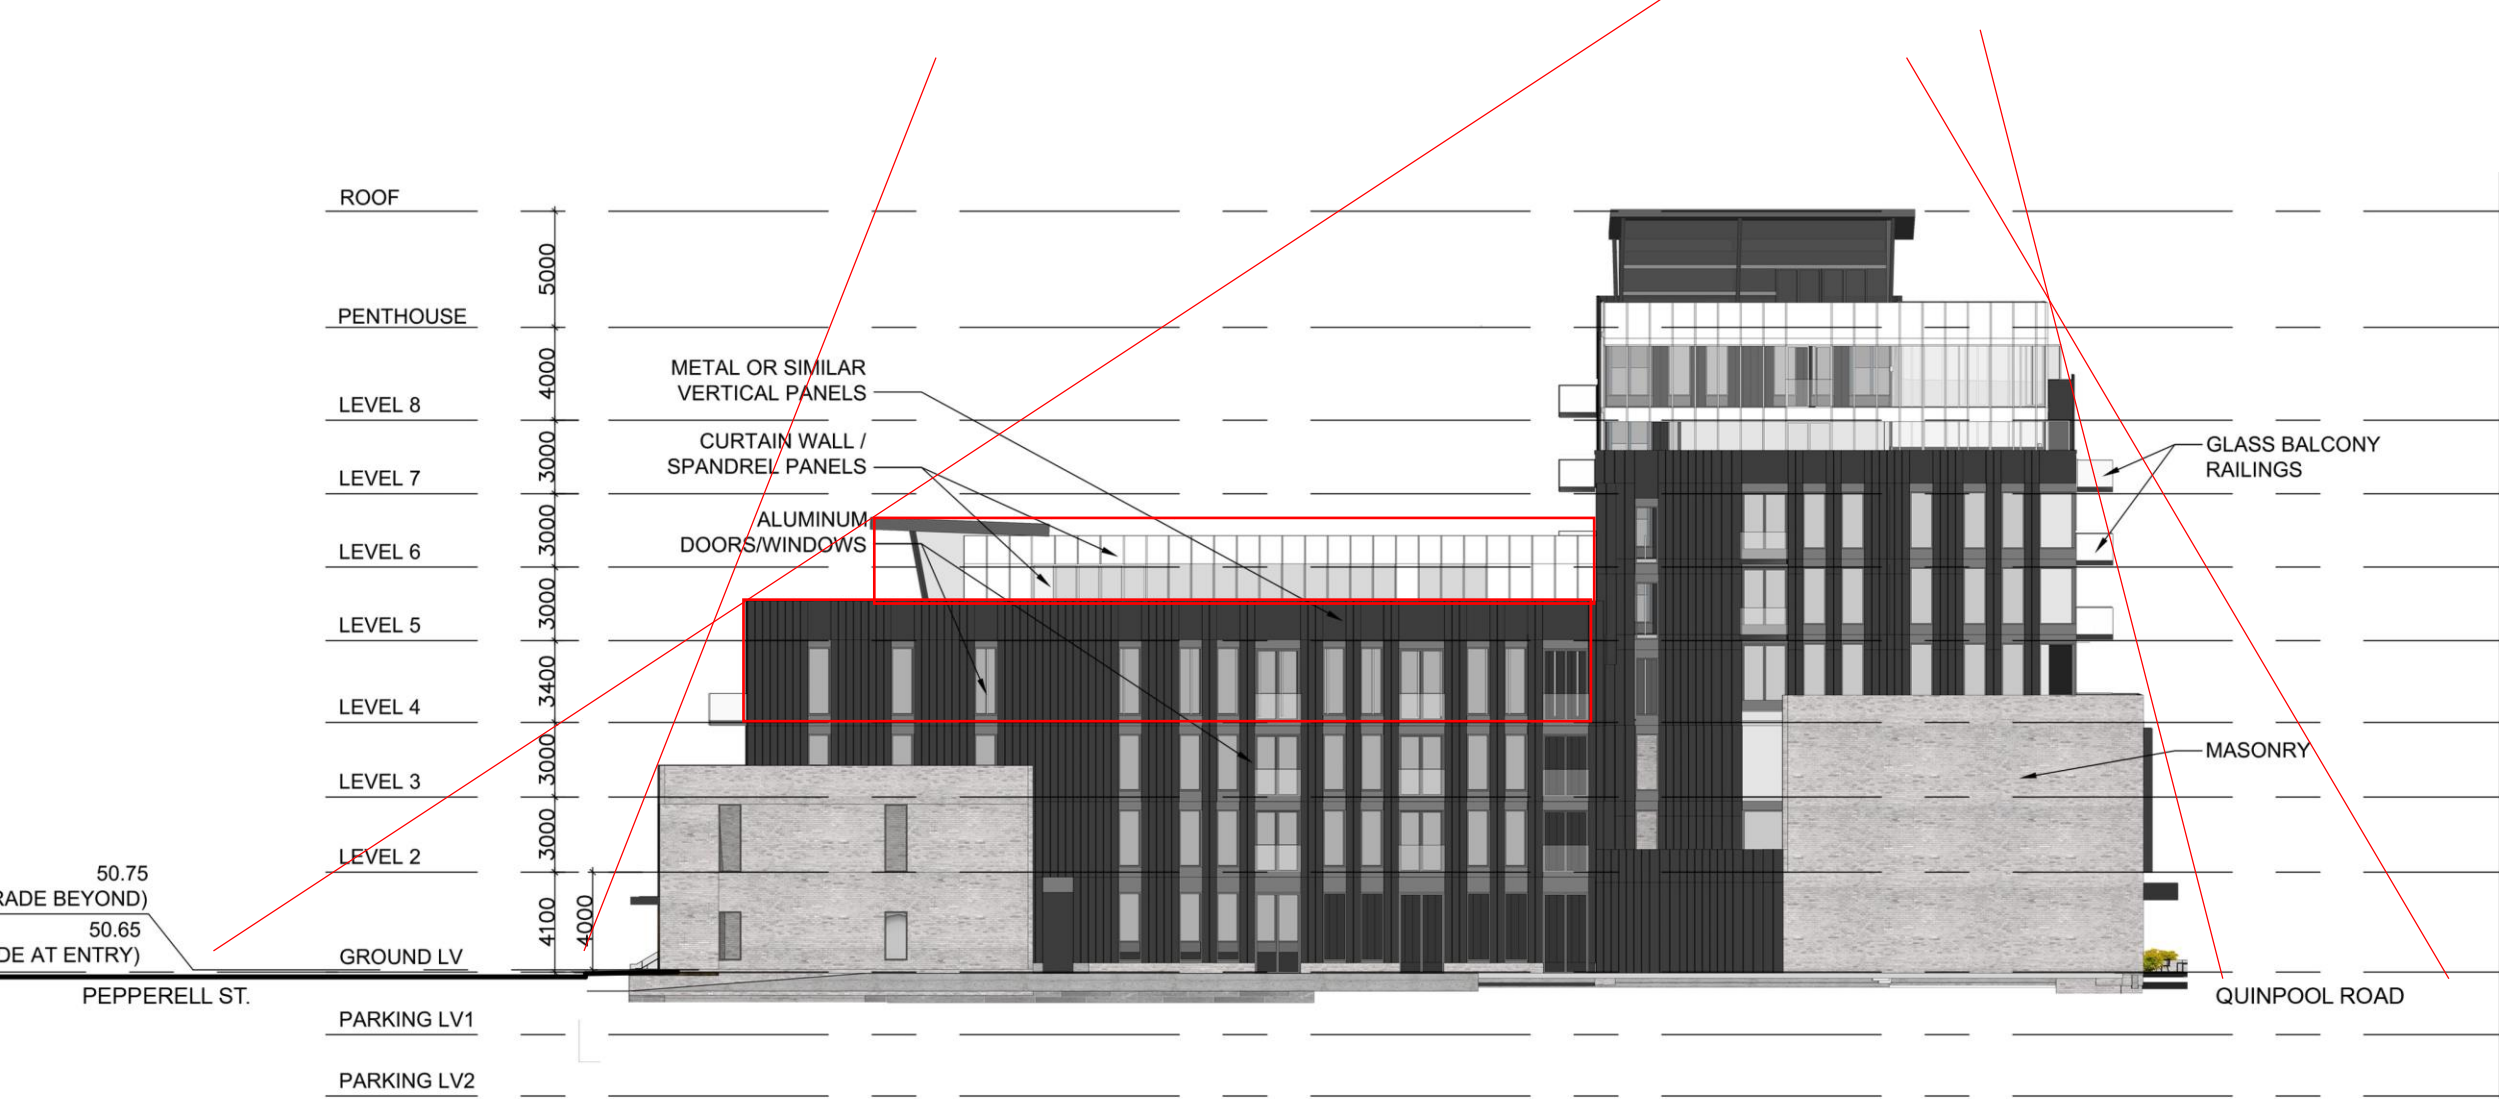 ROOF
5000
PENTHOUSE
4000
METAL OR SIMILAR
VERTICAL PANELS
LEVEL 8
3000
CURTAIN WALL /
SPANDREL PANELS
GLASS BALCONY
RAILINGS
LEVEL 7
3000
ALUMINUM
DOORS/WINDOWS
LEVEL 6
3000
LEVEL 5
3400
LEVEL 4
3000
MASONRY
LEVEL 3
3000
LEVEL 2
50.75
RADE BEYOND)
4100
4000
50.65
DE AT ENTRY)
GROUND LV
PEPPERELL ST.
QUINPOOL ROAD
PARKING LV1
PARKING LV2